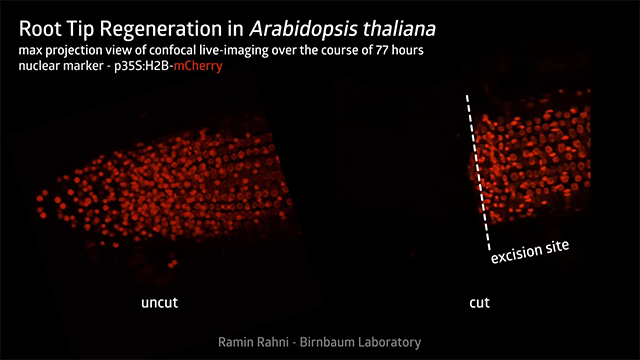 Root Tip Regeneration in Arabidopsis thaliana
max projection view of confocal live-imaging over the course of 77 hours
nuclear marker - p35S:H2B-mCherry
excision site
uncut
cut
Ramin Rahni - Birnbaum Laboratory